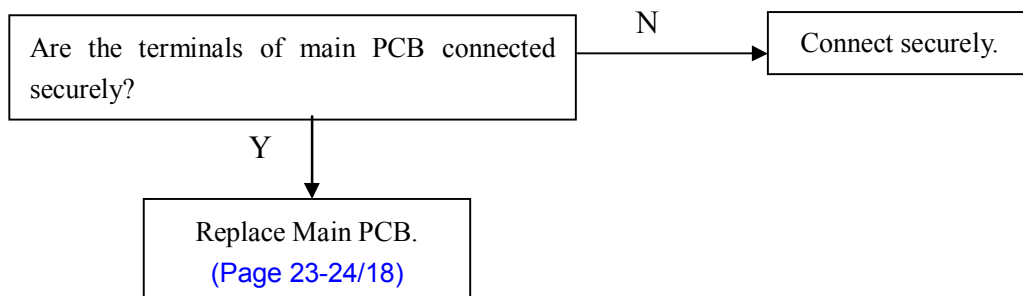 Are the terminals of main PCB connected
securely?
N
Connect securely.
Y
Replace Main PCB.
(Page 23-24/18)